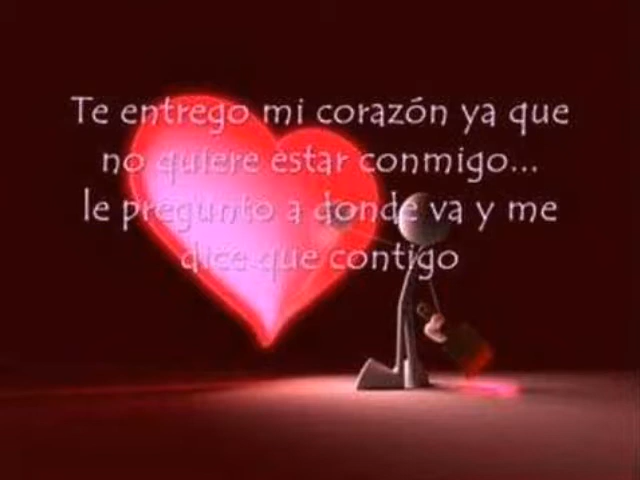 Te entrego mi corazón ya que
no quiere estar conmigo...
le pregunto a donde va y me
dice que contigo